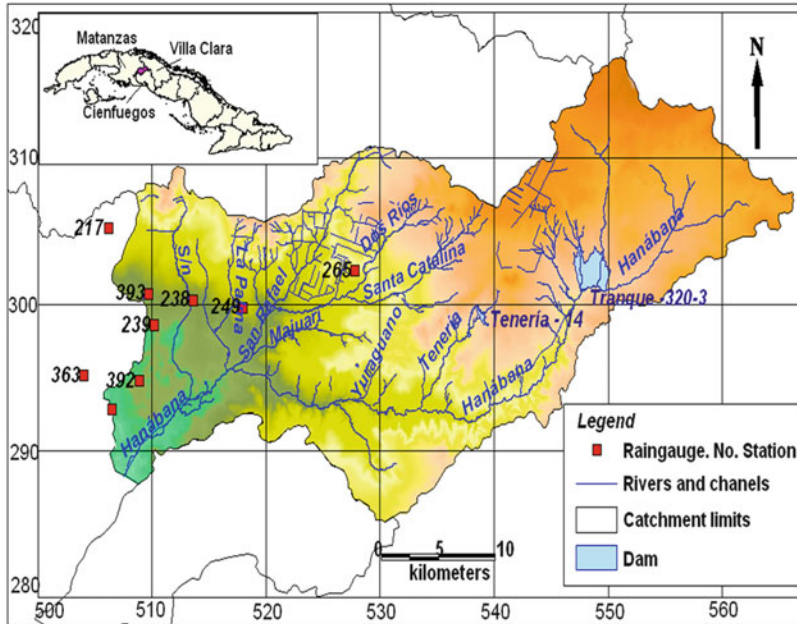 320
310
300
290
280
500
510
520
530
540
550
560
Matanzas
Villa Clara
Cienfuegos
N
217
393
238
249
265
239
363
392
S/n
La Palma
San Rafael
Dos Ríos
Santa Catalina
Majuarí
Yuraguano
Tenería
Tenería - 14
Hanábana
Hanábana
Hanábana
Tranque -320-3
0 5 10
kilometers
Legend
Raingauge. No. Station
Rivers and chanels
Catchment limits
Dam